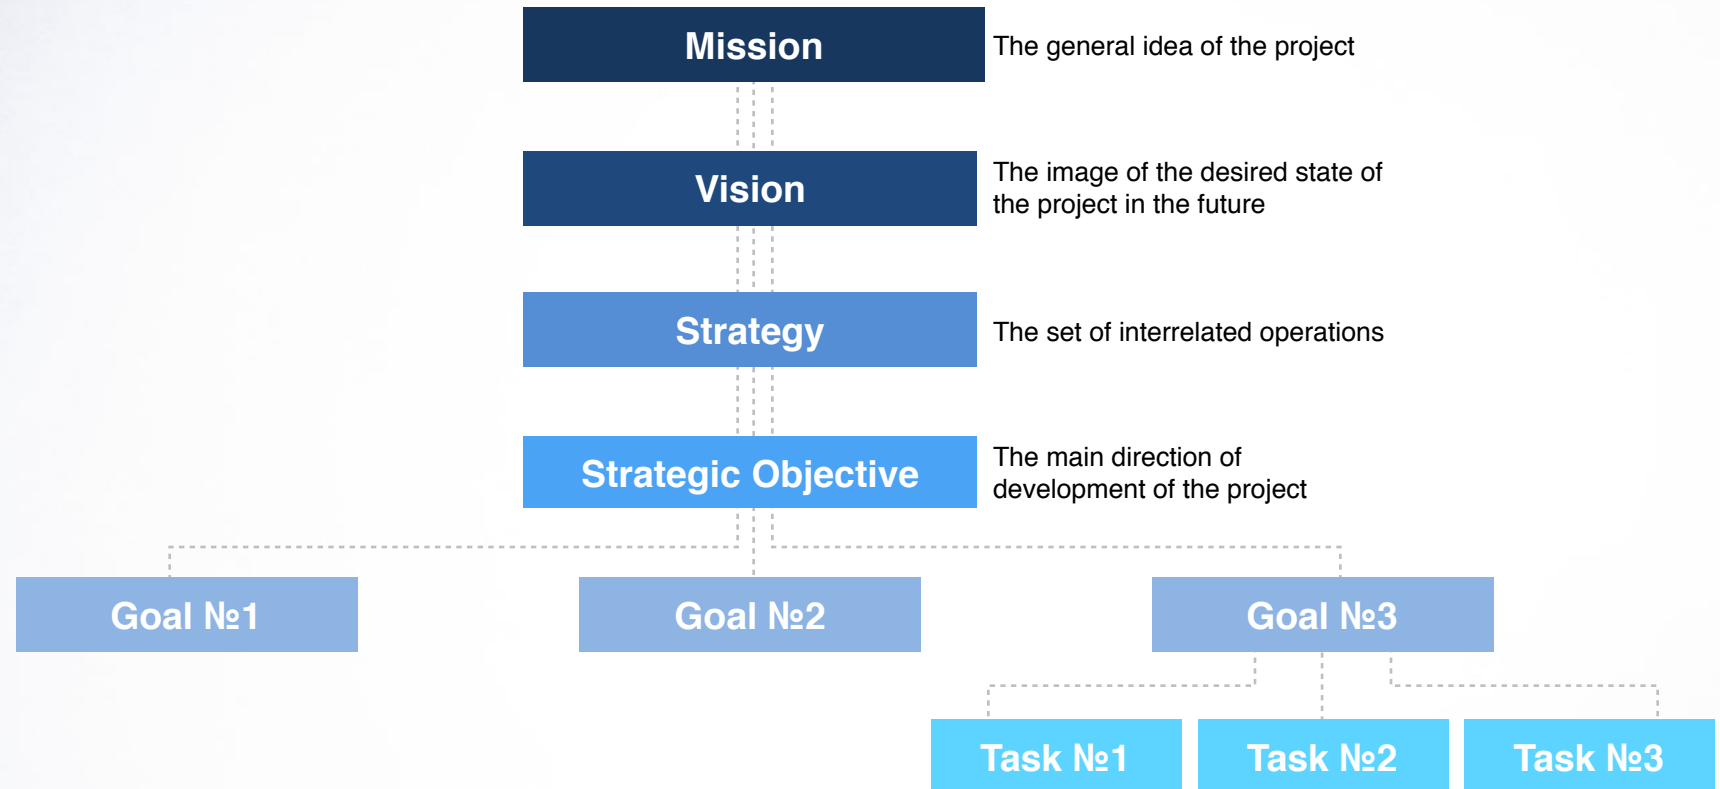 Mission
The general idea of the project
Vision
The image of the desired state of
the project in the future
Strategy
The set of interrelated operations
Strategic Objective
The main direction of
development of the project
Goal №1
Goal №2
Goal №3
Task №1
Task №2
Task №3